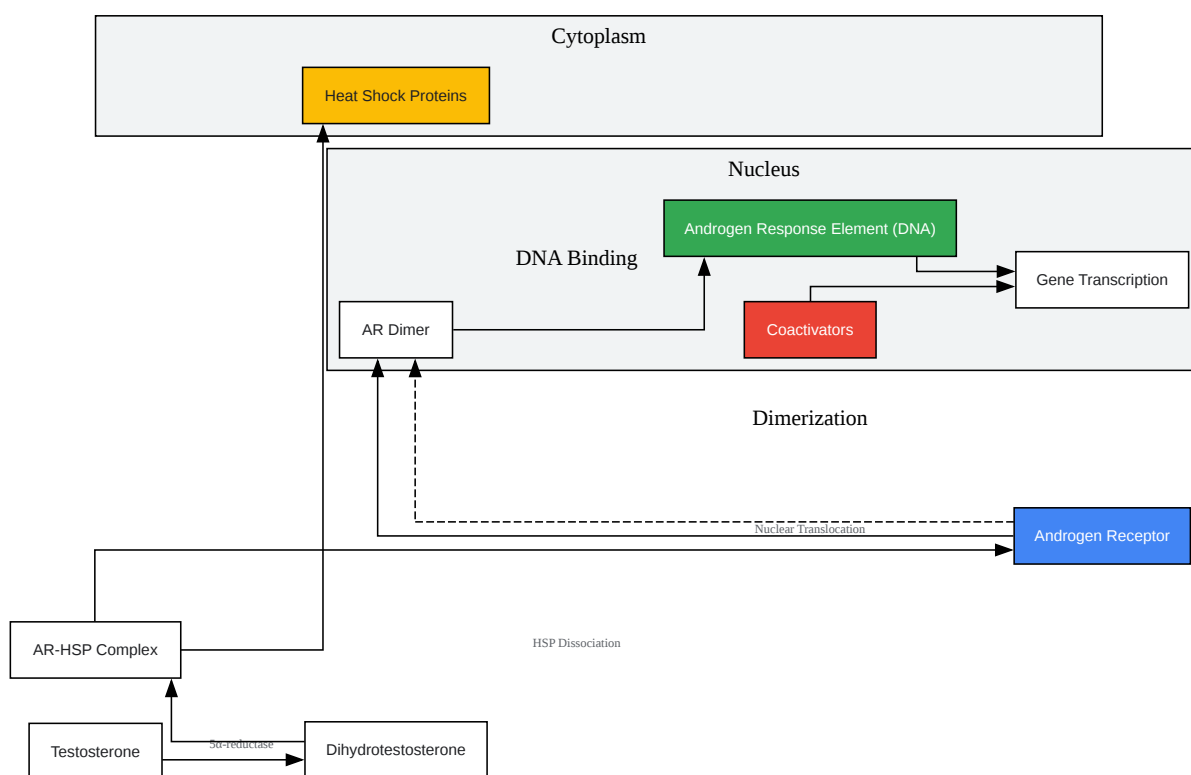 Cytoplasm
Heat Shock Proteins
Nucleus
Androgen Response Element (DNA)
DNA Binding
Gene Transcription
AR Dimer
Coactivators
Dimerization
Nuclear Translocation
Androgen Receptor
HSP Dissociation
AR-HSP Complex
5α-reductase
Testosterone
Dihydrotestosterone